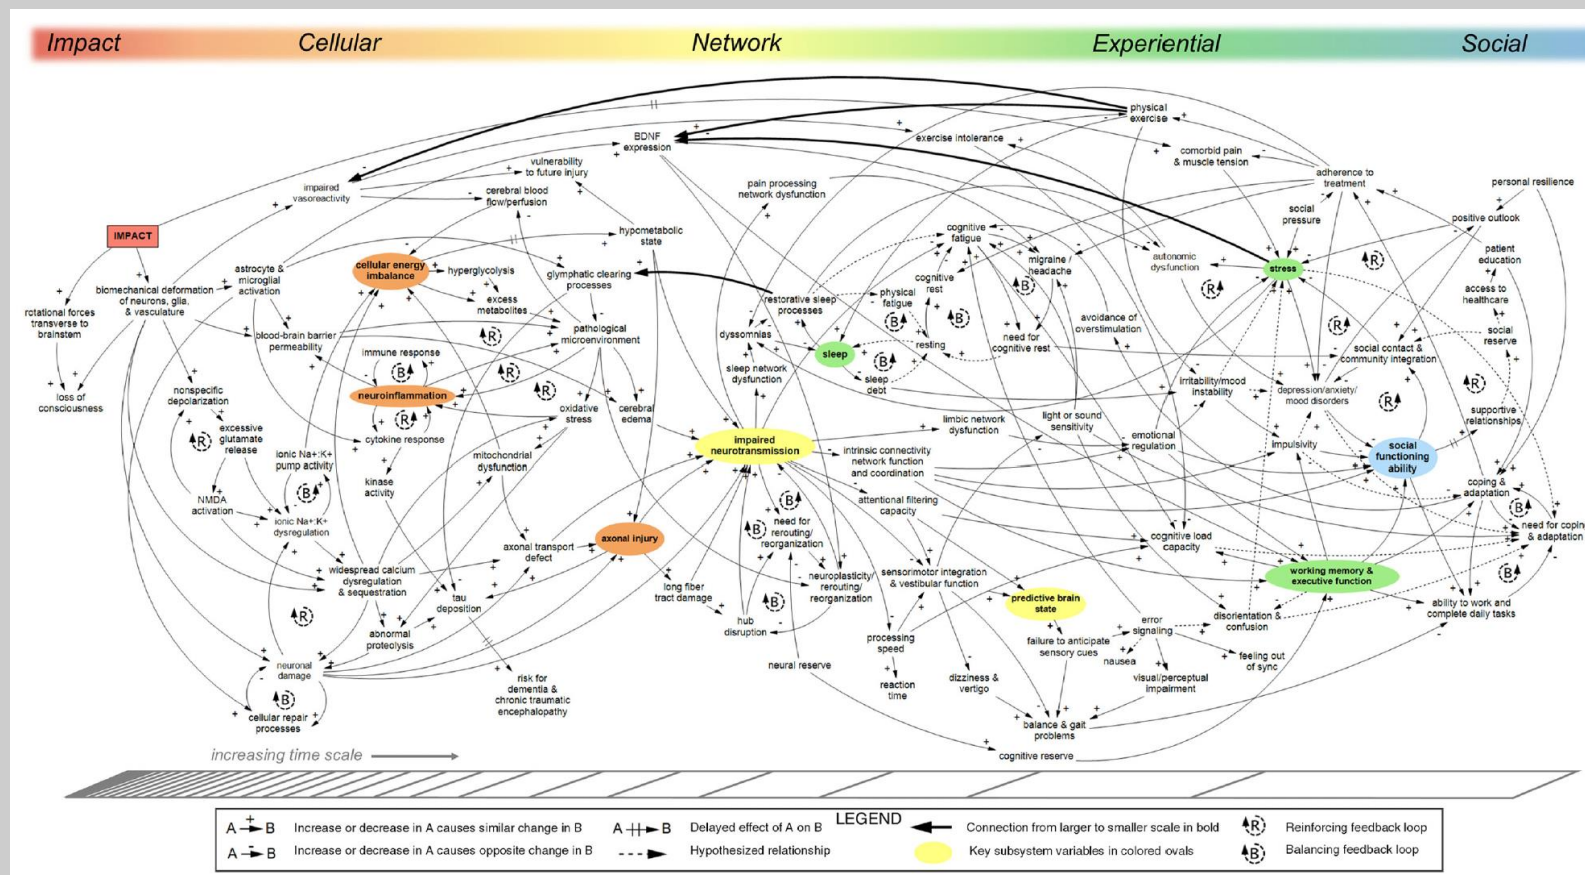 Impact
Cellular
Network
Experiential
Social
physical
exercise
BDNF
expression
exercise intolerance
comorbid pain
& muscle tension
vulnerability
to future injury
impaired
vasoreactivity
cerebral blood
flow/perfusion
pain processing
network dysfunction
adherence to
treatment
personal resilience
social
pressure
positive outlook
IMPACT
hypometabolic
state
cognitive
fatigue
patient
education
cellular energy
imbalance
hyperglycolysis
glymphatic clearing
processes
migraine /
headache
autonomic
dysfunction
stress
astrocyte &
microglial
activation
cognitive
rest
biomechanical deformation
of neurons, glia,
& vasculature
excess
metabolites
restorative sleep
processes
physical
fatigue
access to
healthcare
rotational forces
transverse to
brainstem
blood-brain barrier
permeability
pathological
microenvironment
dyssomnias
resting
need for
cognitive rest
avoidance of
overstimulation
social
reserve
immune response
sleep
social contact &
community integration
sleep network
dysfunction
sleep
debt
loss of
consciousness
nonspecific
depolarization
neuroinflammation
irritability/mood
instability
depression/anxiety/
mood disorders
oxidative
stress
cerebral
edema
limbic network
dysfunction
light or sound
sensitivity
supportive
relationships
excessive
glutamate
release
cytokine response
impaired
neurotransmission
emotional
regulation
impulsivity
social
functioning
ability
ionic Na+:K+
pump activity
mitochondrial
dysfunction
intrinsic connectivity
network function
and coordination
kinase
activity
coping &
adaptation
NMDA
activation
attentional filtering
capacity
ionic Na+:K+
dysregulation
need for
rerouting/
reorganization
need for coping
& adaptation
axonal injury
cognitive load
capacity
axonal transport
defect
widespread calcium
dysregulation
& sequestration
neuroplasticity/
rerouting/
reorganization
sensorimotor integration
& vestibular function
working memory &
executive function
long fiber
tract damage
predictive brain
state
tau
deposition
ability to work and
complete daily tasks
hub
disruption
disorientation &
confusion
abnormal
proteolysis
processing
speed
error
signaling
failure to anticipate
sensory cues
neuronal
damage
neural reserve
nausea
feeling out
of sync
risk for
dementia &
chronic traumatic
encephalopathy
reaction
time
dizziness &
vertigo
visual/perceptual
impairment
cellular repair
processes
balance & gait
problems
cognitive reserve
increasing time scale
LEGEND
A + B Increase or decrease in A causes similar change in B
A - B Increase or decrease in A causes opposite change in B
A B Delayed effect of A on B
Hypothesized relationship
Connection from larger to smaller scale in bold
Key subsystem variables in colored ovals
R Reinforcing feedback loop
B Balancing feedback loop